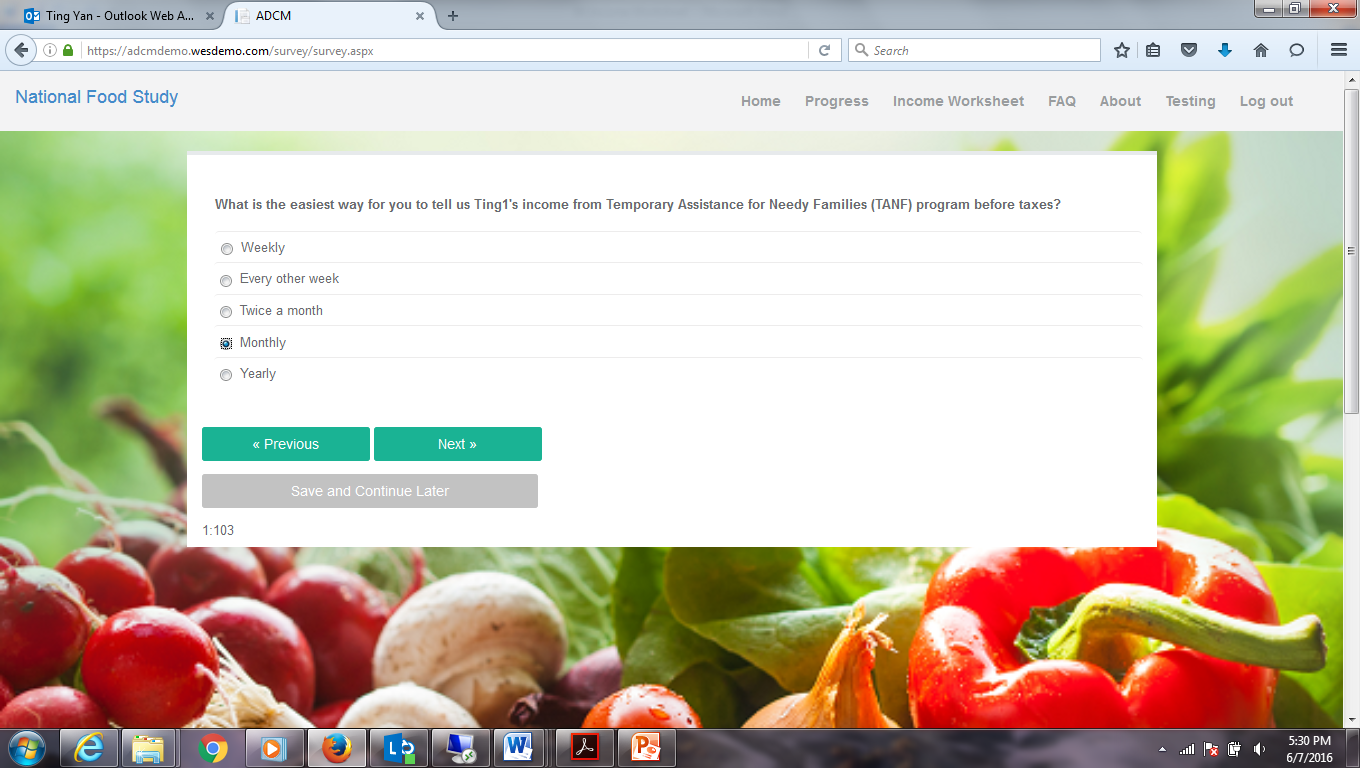 Ting Yan - Outlook Web A...
ADCM
https://adcmdemo.wesdemo.com/survey/survey.aspx
Search
National Food Study
Home Progress Income Worksheet FAQ About Testing Log out
What is the easiest way for you to tell us Ting1's income from Temporary Assistance for Needy Families (TANF) program before taxes?
Weekly
Every other week
Twice a month
Monthly
Yearly
« Previous
Next »
Save and Continue Later
1:103
5:30 PM
6/7/2016